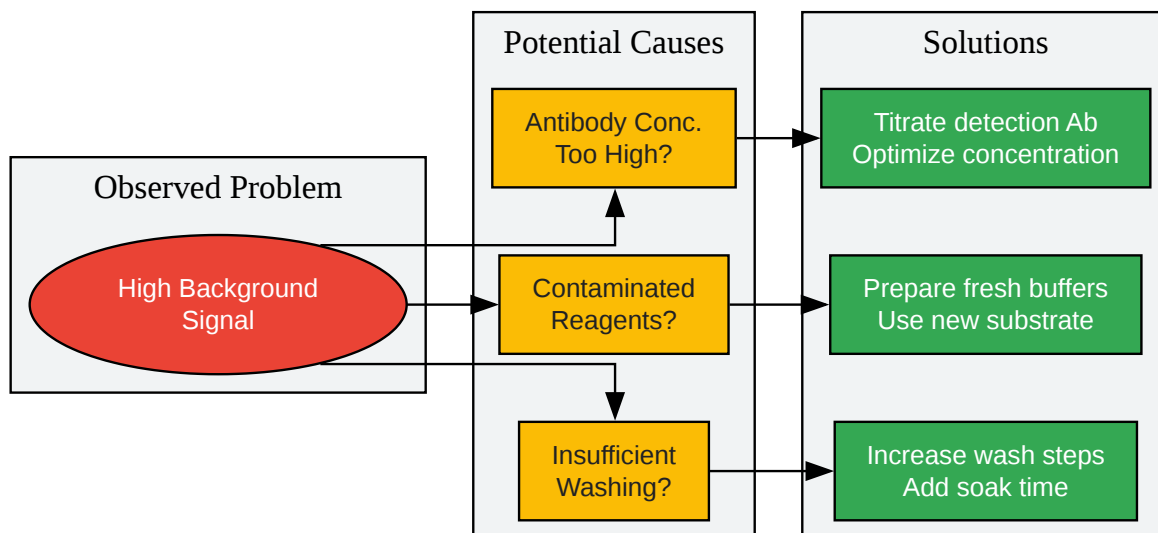 Observed Problem
High Background
Signal
Potential Causes
Antibody Conc.
Too High?
Contaminated
Reagents?
Insufficient
Washing?
Solutions
Titrate detection Ab
Optimize concentration
Prepare fresh buffers
Use new substrate
Increase wash steps
Add soak time